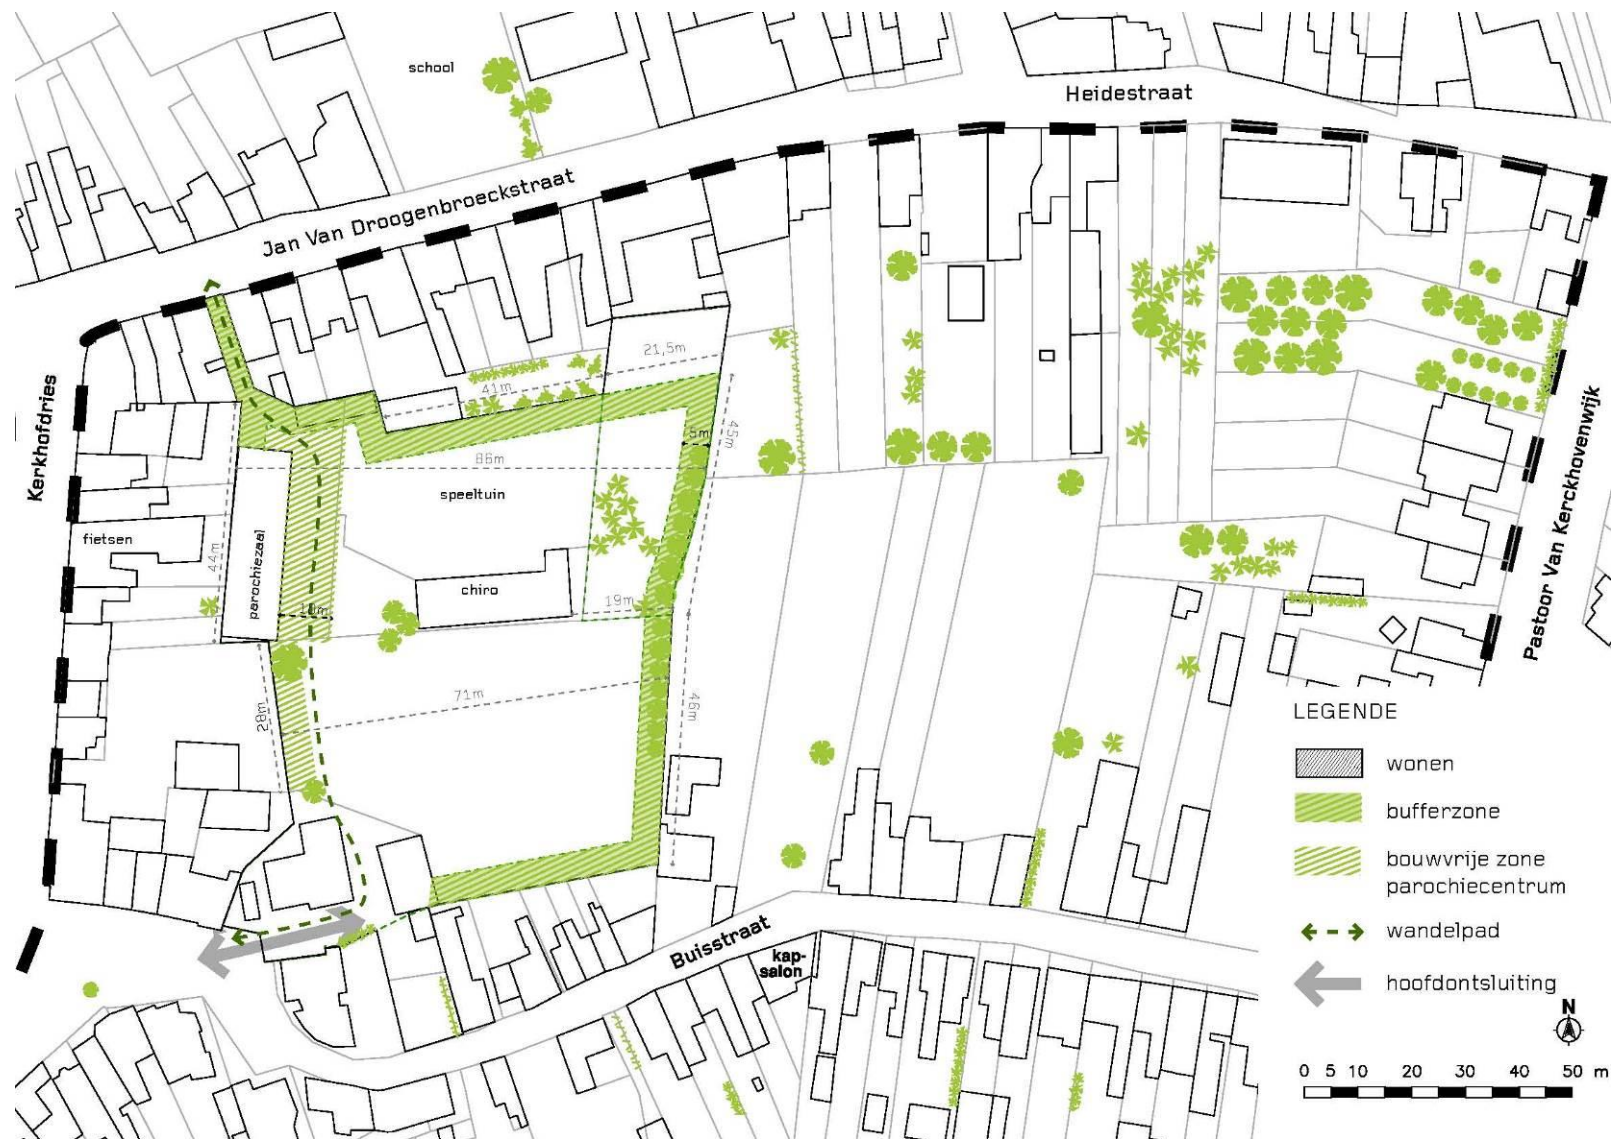 school
Heidestraat
Jan Van Droogenbroeckstraat
21,5m
41m
Kerkhofdries
45m
5m
86m
speeltuin
fietsen
44m
parochiezaal
chiro
19m
Pastoor Van Kerckhovenwijk
71m
46m
28m
LEGENDE
wonen
bufferzone
bouwvrije zone
parochiecentrum
wandelpad
hoofdontsluiting
Buisstraat
kap-
salon
N
0 5 10 20 30 40 50 m